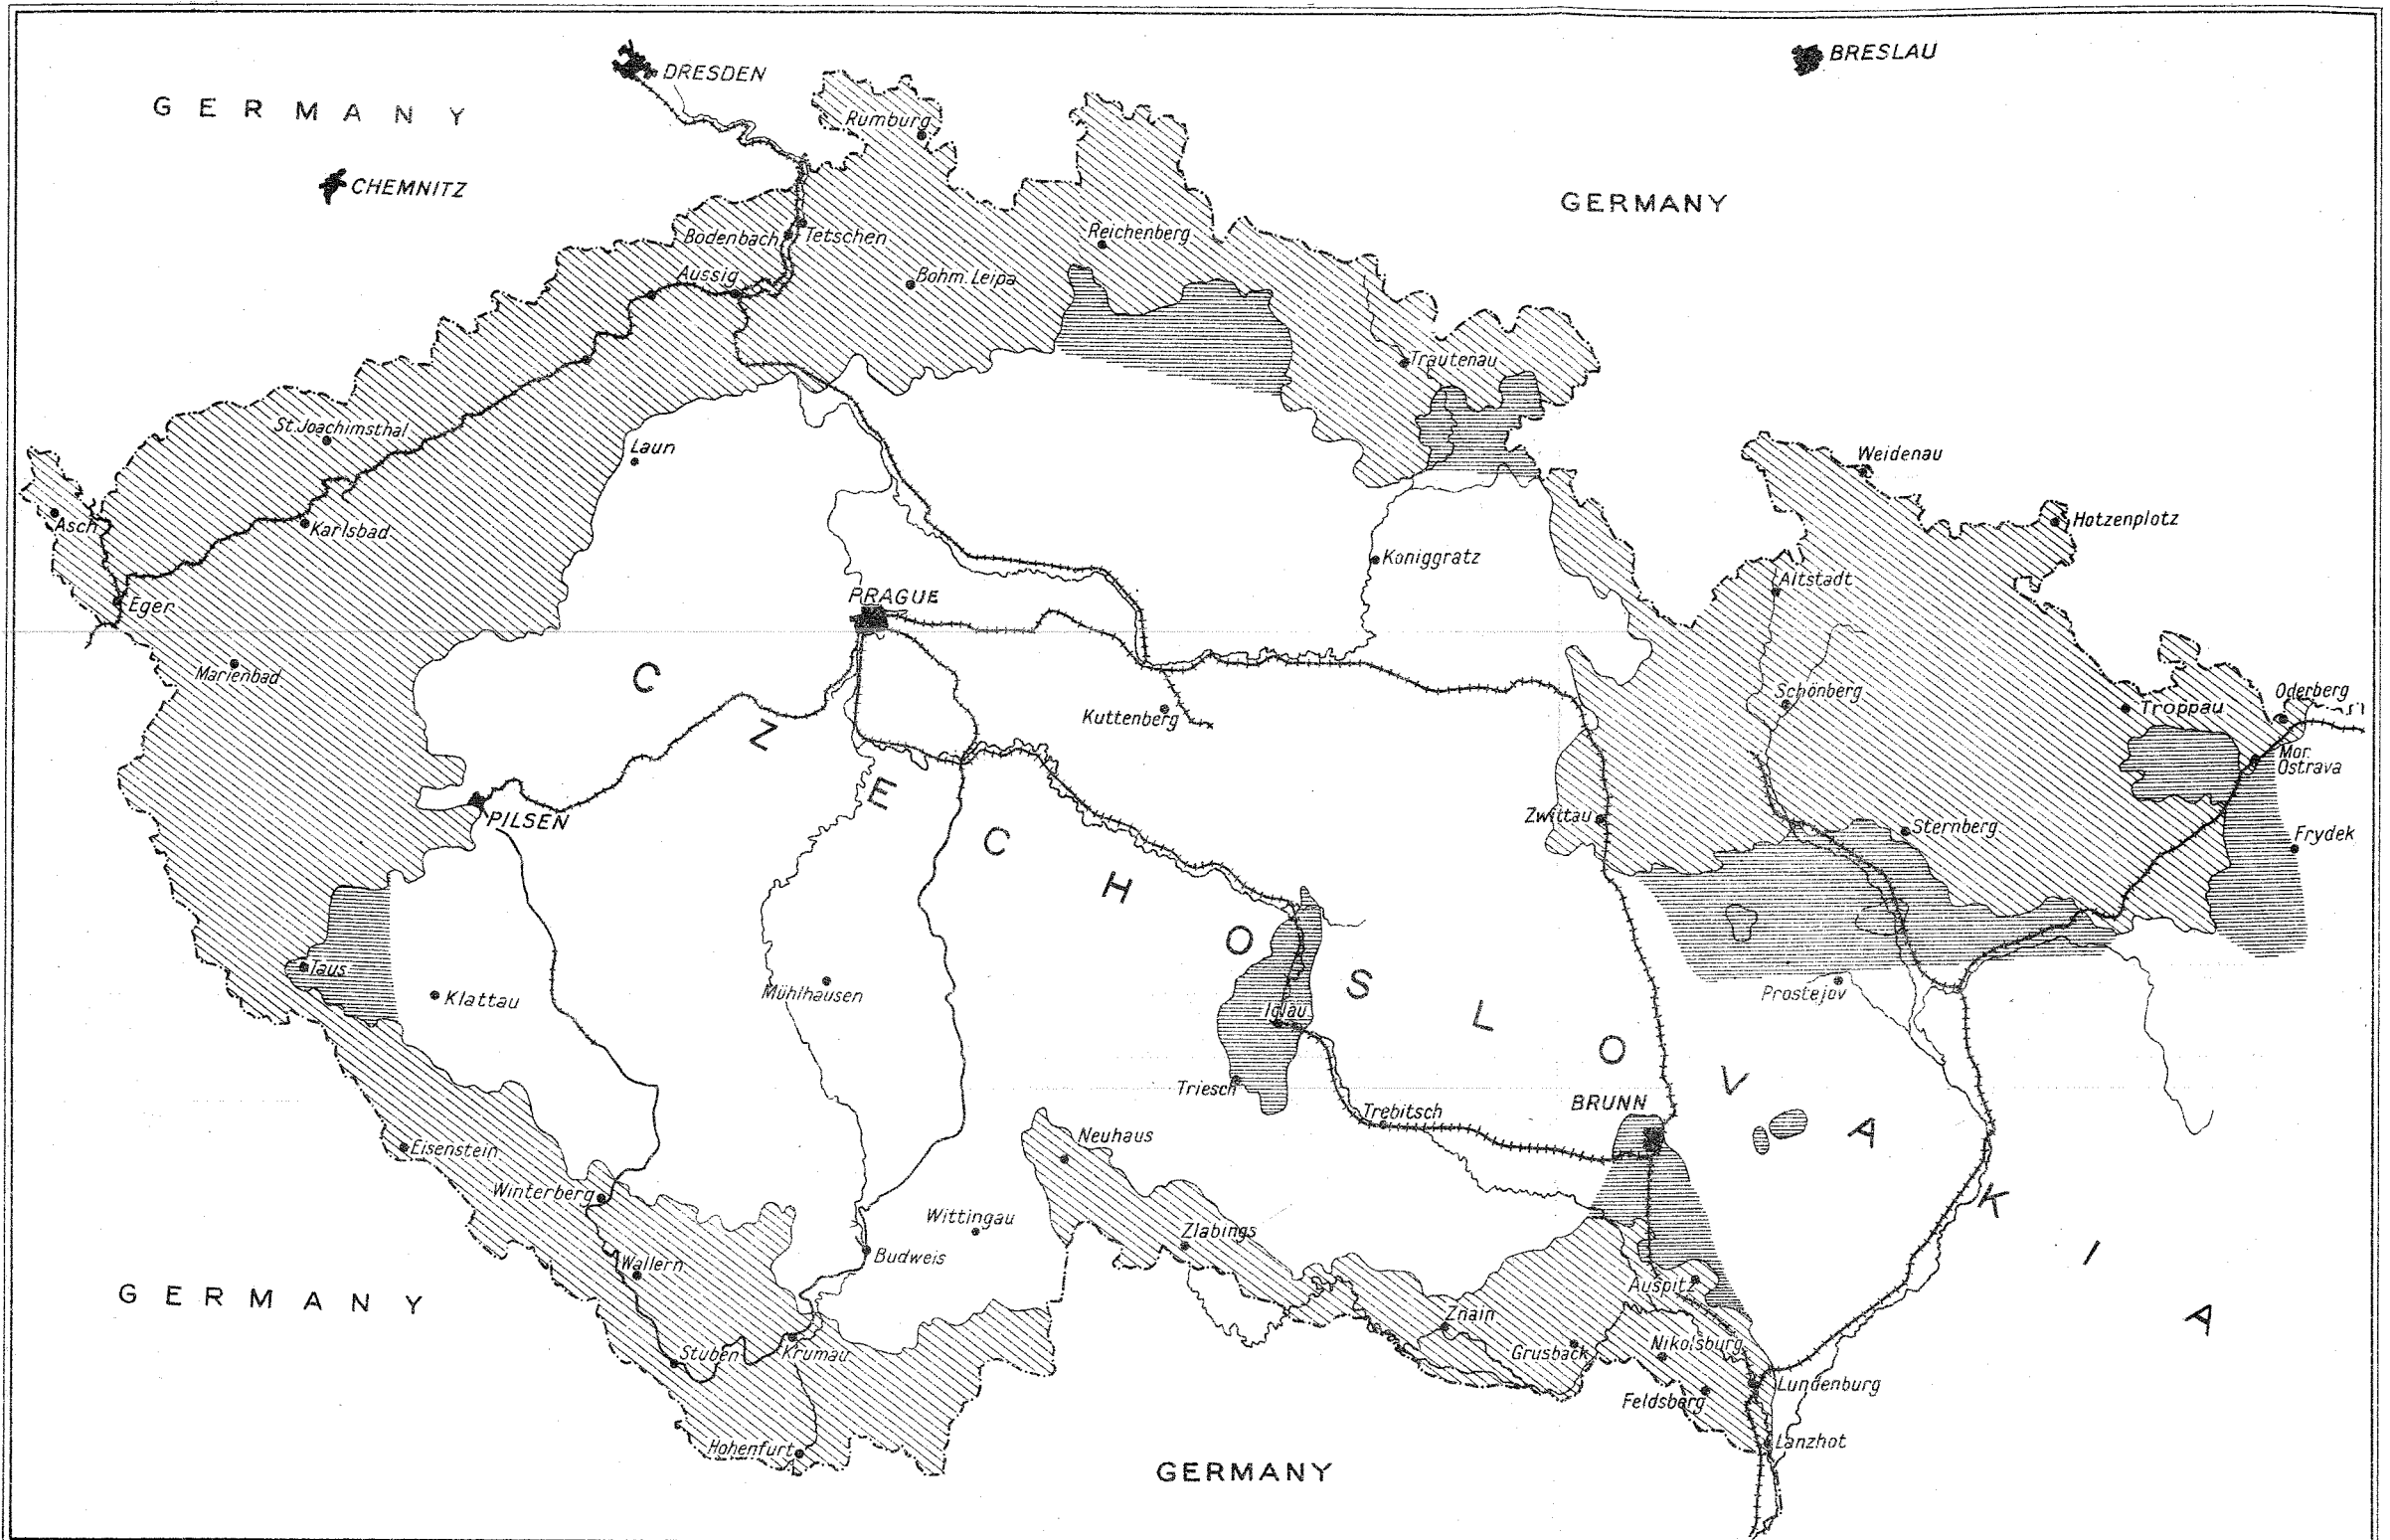 DRESDEN
BRESLAU
GERMANY
Rumburg
CHEMNITZ
GERMANY
Bodenbach
Tetschen
Reichenberg
Aussig
Bohm. Leipa
Trautenau
St.Joachimsthal
Laun
Weidenau
Asch
Karlsbad
Hotzenplotz
Koniggratz
Altstadt
Eger
PRAGUE
Marienbad
Kuttenberg
Schönberg
Troppau
Oderberg
Mor.
Ostrava
PILSEN
Zwittau
Sternberg
Frydek
CZECHOSLOVAKIA
Taus
Klattau
Mühlhausen
Iglau
Prostejov
Triesch
Trebitsch
BRUNN
Eisenstein
Neuhaus
Winterberg
Wittingau
Zlabings
Budweis
Wallern
Auspitz
GERMANY
Znain
Stuben
Krumau
Grusback
Nikolsburg
Lundenburg
Feldsberg
Hohenfurt
Lanzhot
GERMANY